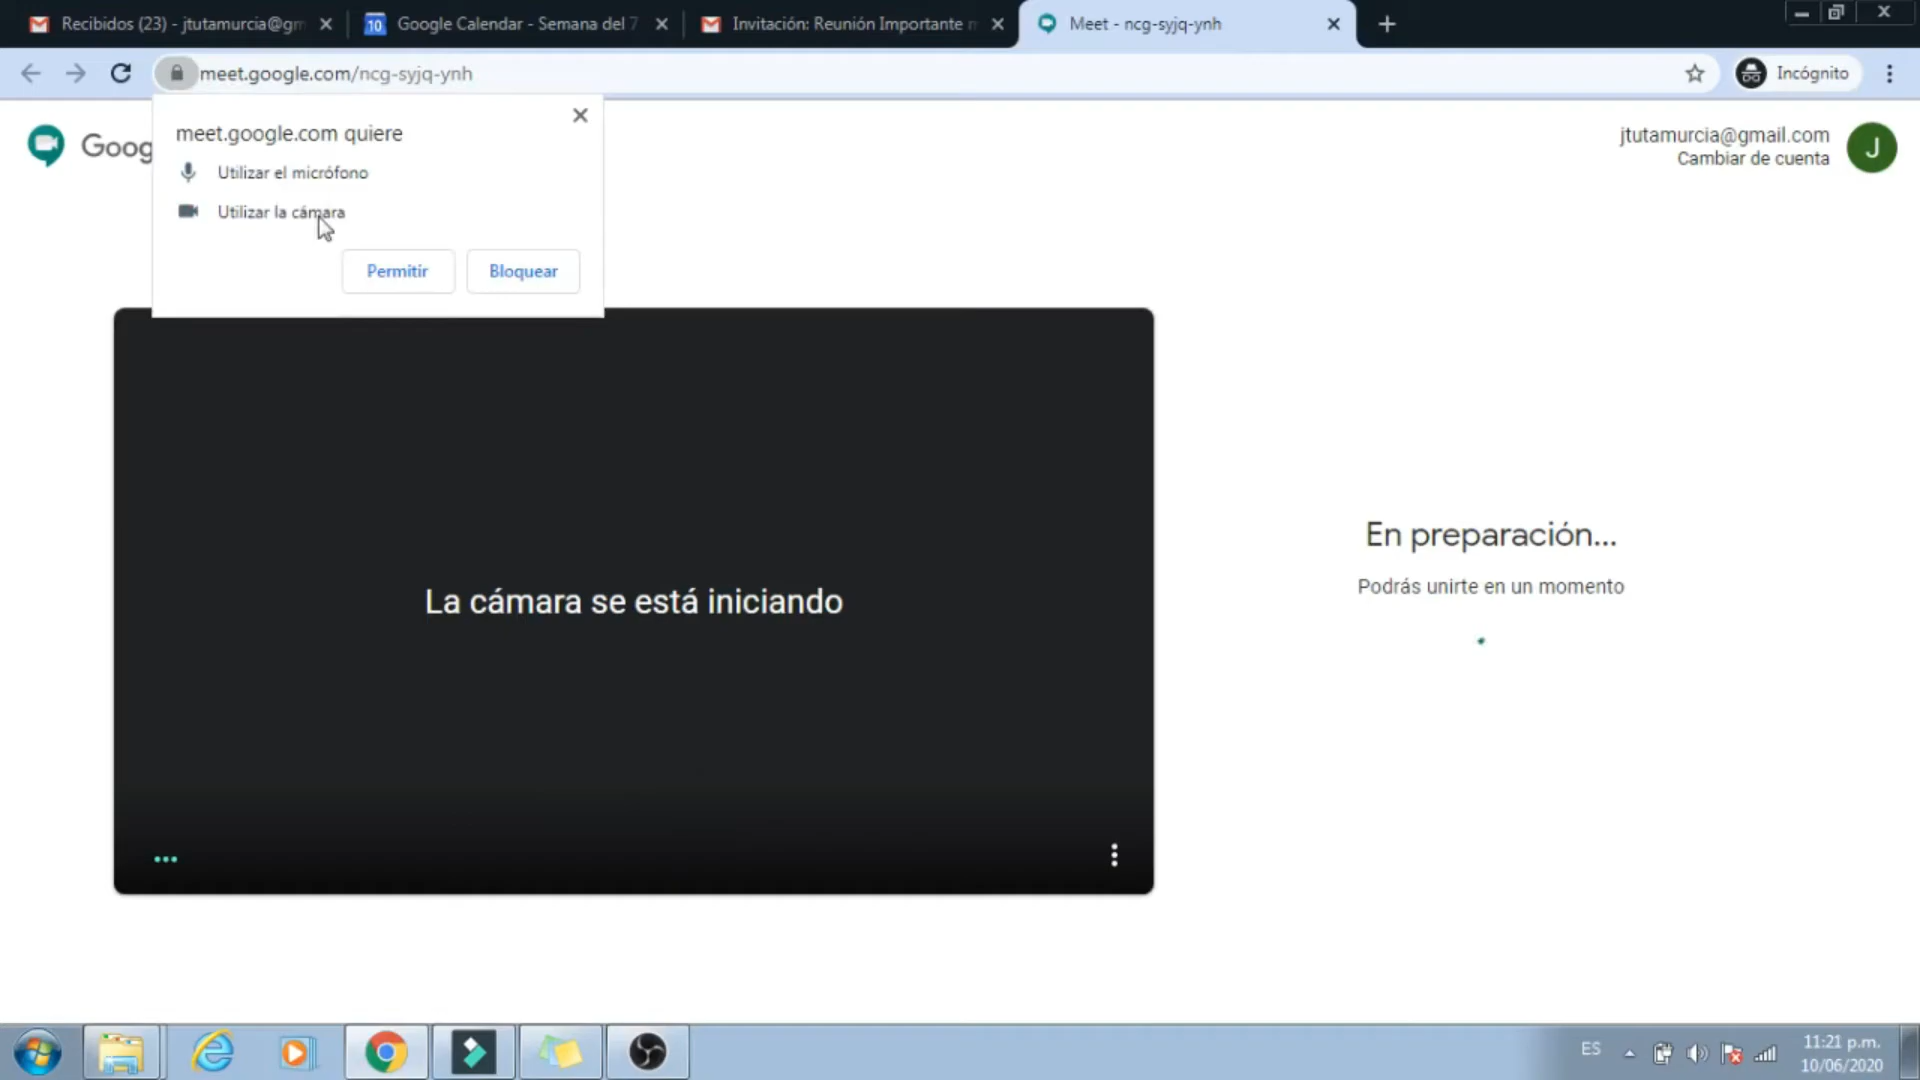 Recibidos (23) - jtutamurcia@gm
Google Calendar - Semana del 7
Invitación: Reunión Importante m
Meet - ncg-syjq-ynh
meet.google.com/ncg-syjq-ynh
Incógnito
Goog
meet.google.com quiere
Utilizar el micrófono
Utilizar la cámara
Permitir
Bloquear
jtutamurcia@gmail.com
Cambiar de cuenta
J
La cámara se está iniciando
En preparación...
Podrás unirte en un momento
ES
11:21 p.m.
10/06/2020
10